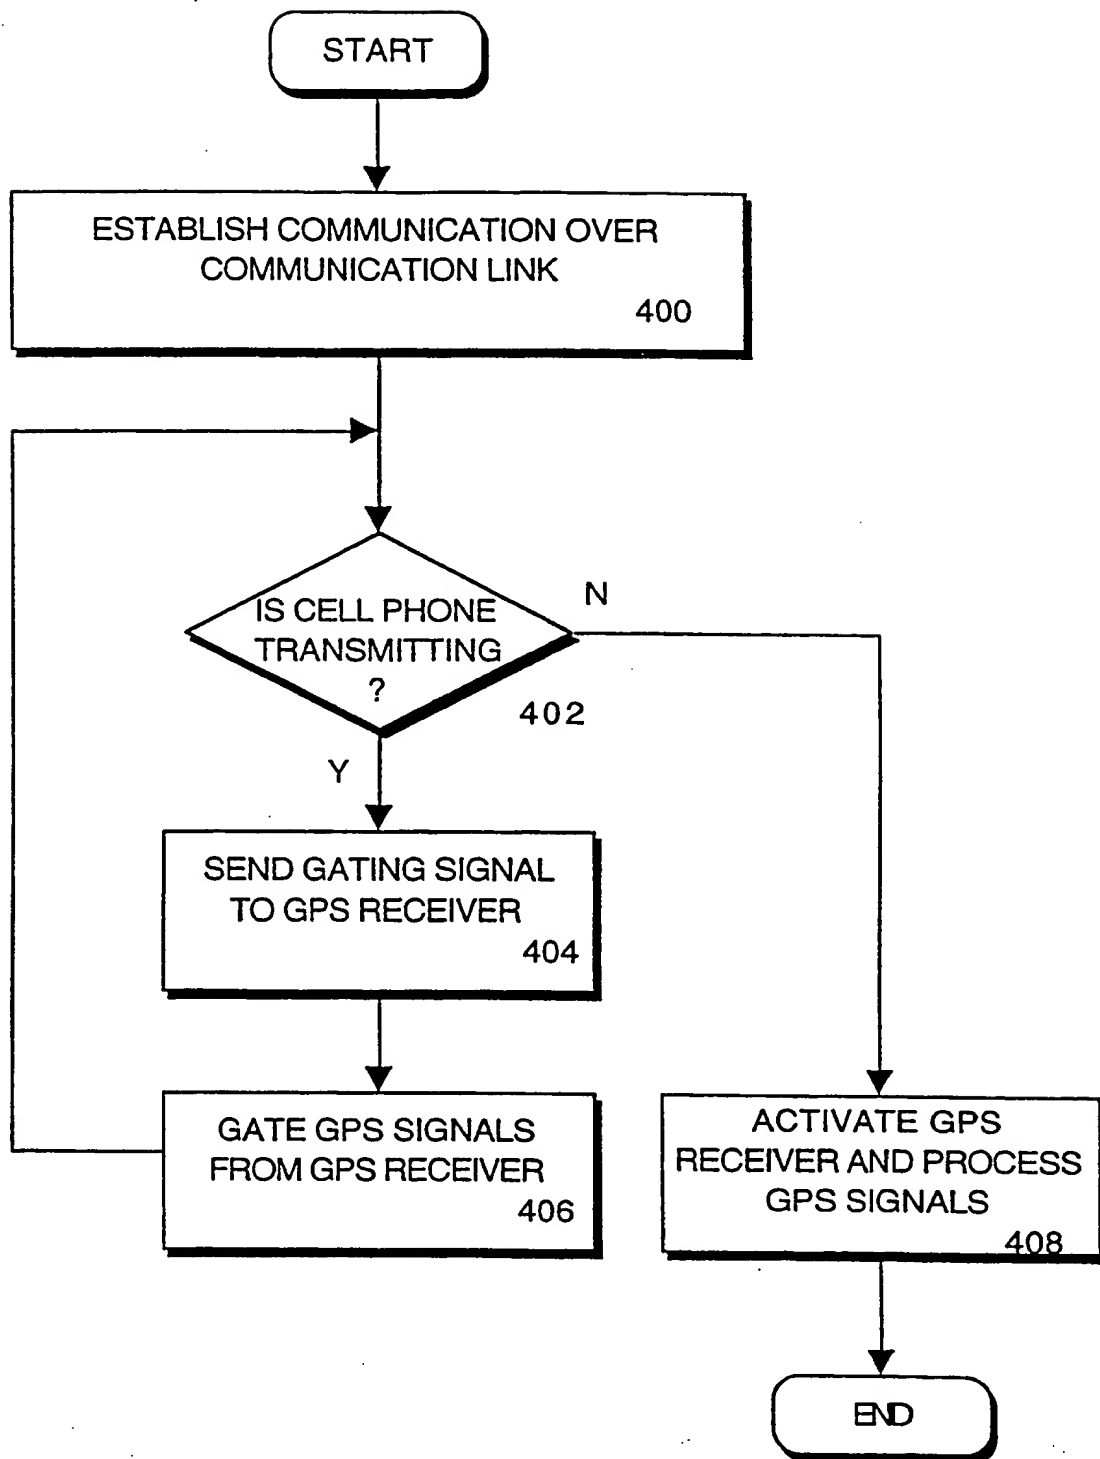 START
ESTABLISH COMMUNICATION OVER
COMMUNICATION LINK
400
IS CELL PHONE
TRANSMITTING
?
402
N
Y
SEND GATING SIGNAL
TO GPS RECEIVER
404
GATE GPS SIGNALS
FROM GPS RECEIVER
406
ACTIVATE GPS
RECEIVER AND PROCESS
GPS SIGNALS
408
END